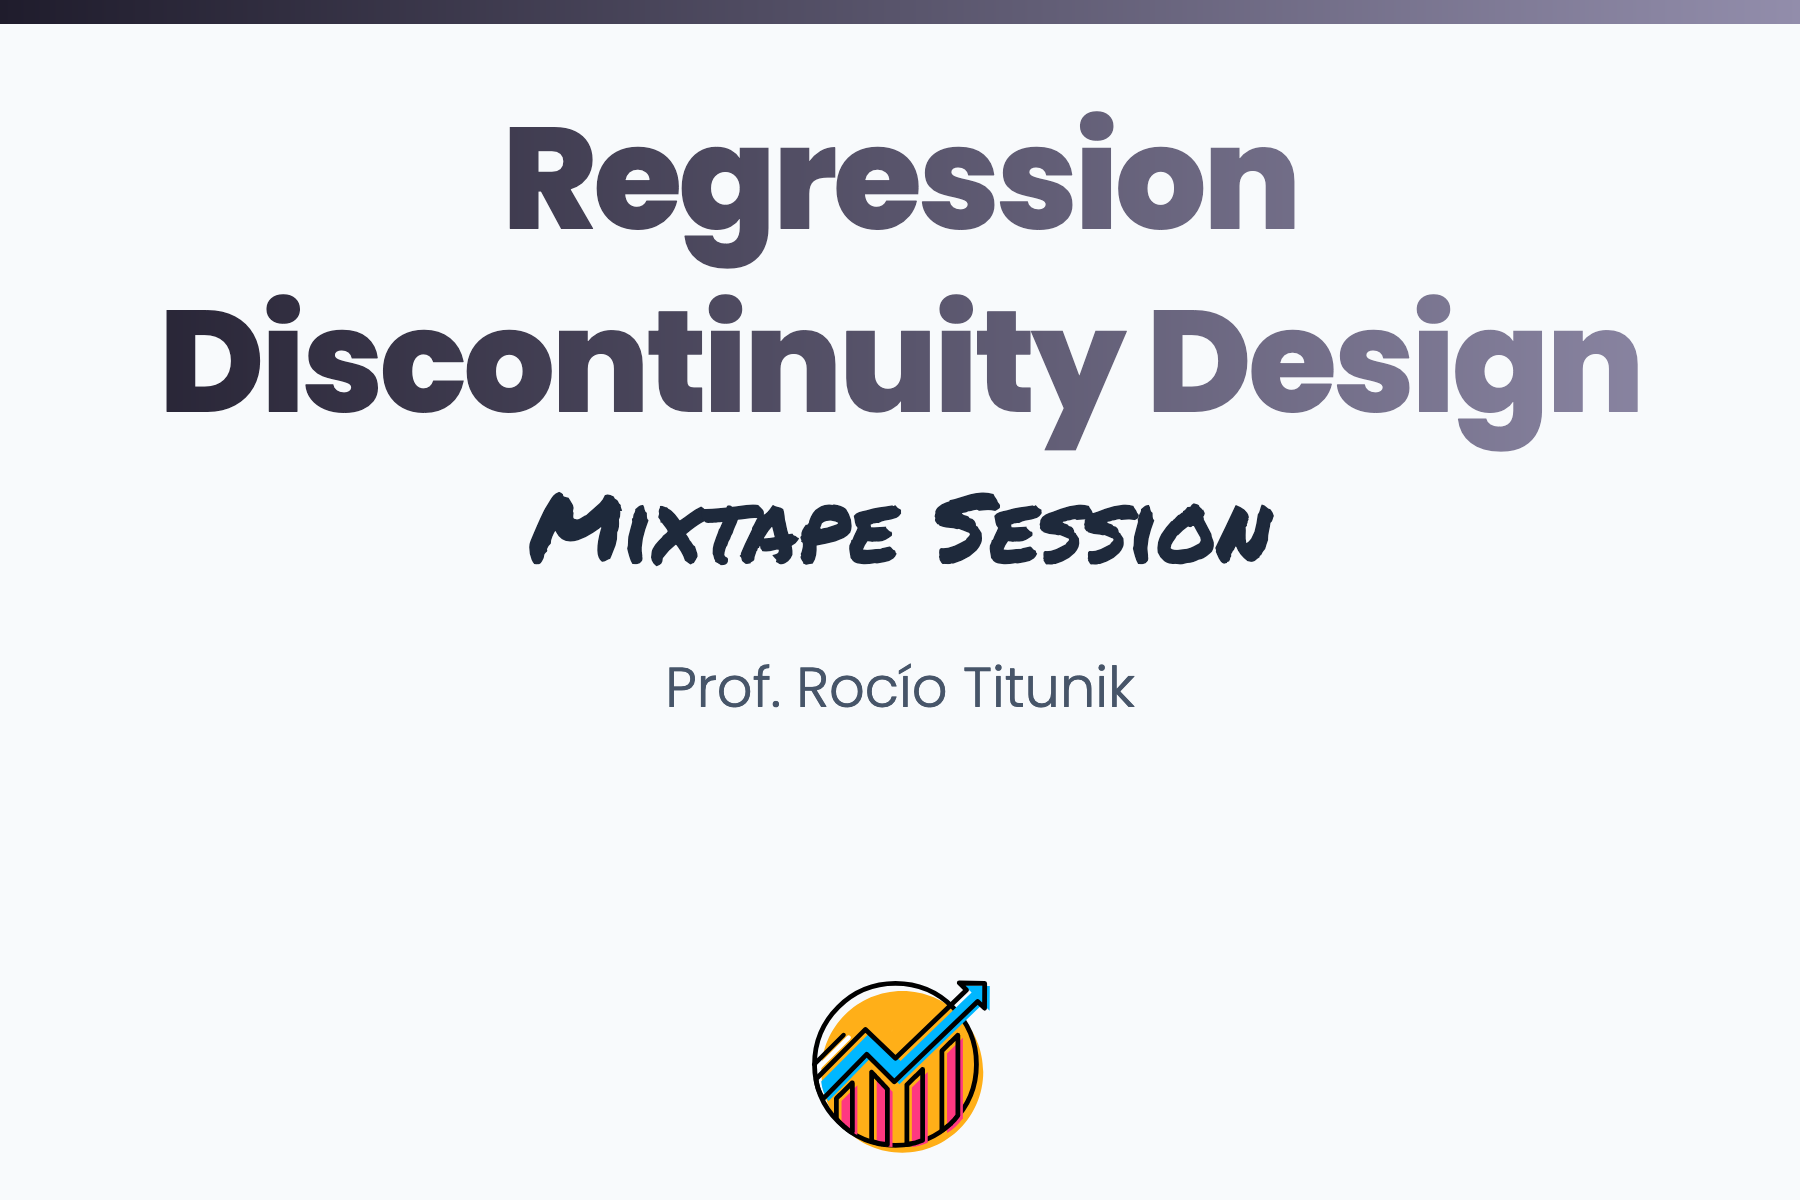 Regression
Discontinuity Design
Mixtape Session
Prof. Rocío Titunik